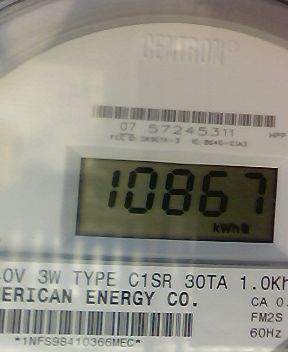 CENTRON®
07 57245311
10867
kWh
.0V 3W TYPE C1SR 30TA 1.0Kh
ERICAN ENERGY CO.
CA 0.
FM2S
60Hz
*1NFS98410366MEC*